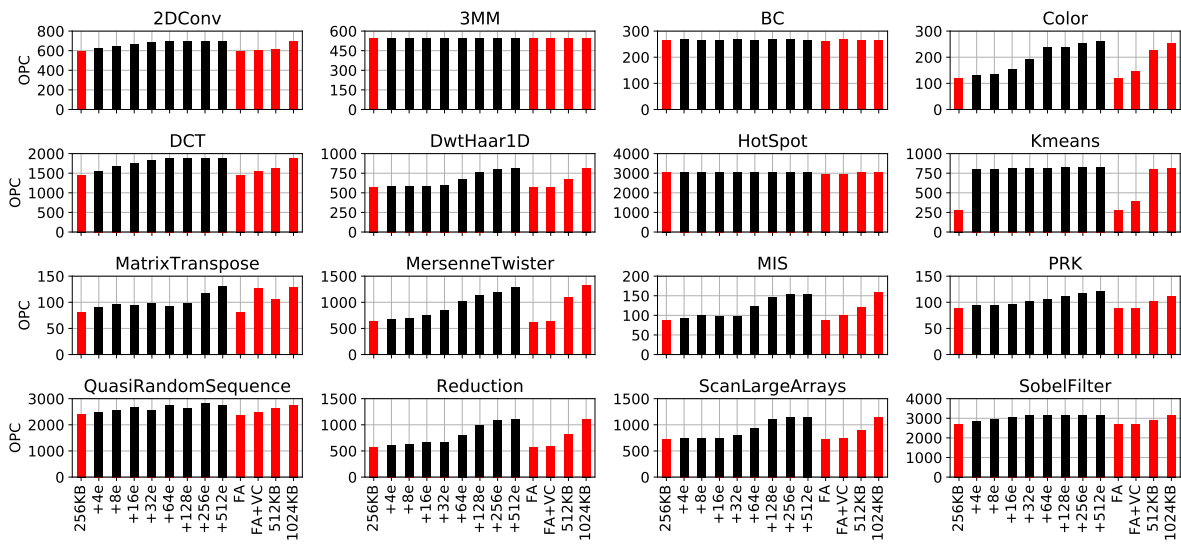 2DConv 3MM BC Color
800 600 300 300
600 450 200 200
400 300 100 100
200 150 0 0
0 0
OPC
DCT DwtHaar1D HotSpot Kmeans
2000 1000 4000 1000
1500 750 3000 750
1000 500 2000 500
500 250 1000 250
0 0 0 0
OPC
MatrixTranspose MersenneTwister MIS PRK
150 1500 200 150
100 1000 150 100
50 500 100 50
0 0 50 0
0
OPC
QuasiRandomSequence Reduction ScanLargeArrays SobelFilter
3000 1500 1500 4000
2000 1000 1000 3000
1000 500 500 2000
0 0 0 1000
0
OPC
256KB +4e +8e +16e +32e +64e +128e +256e +512e FA FA+VC 512KB 1024KB
256KB +4e +8e +16e +32e +64e +128e +256e +512e FA FA+VC 512KB 1024KB
256KB +4e +8e +16e +32e +64e +128e +256e +512e FA FA+VC 512KB 1024KB
256KB +4e +8e +16e +32e +64e +128e +256e +512e FA FA+VC 512KB 1024KB